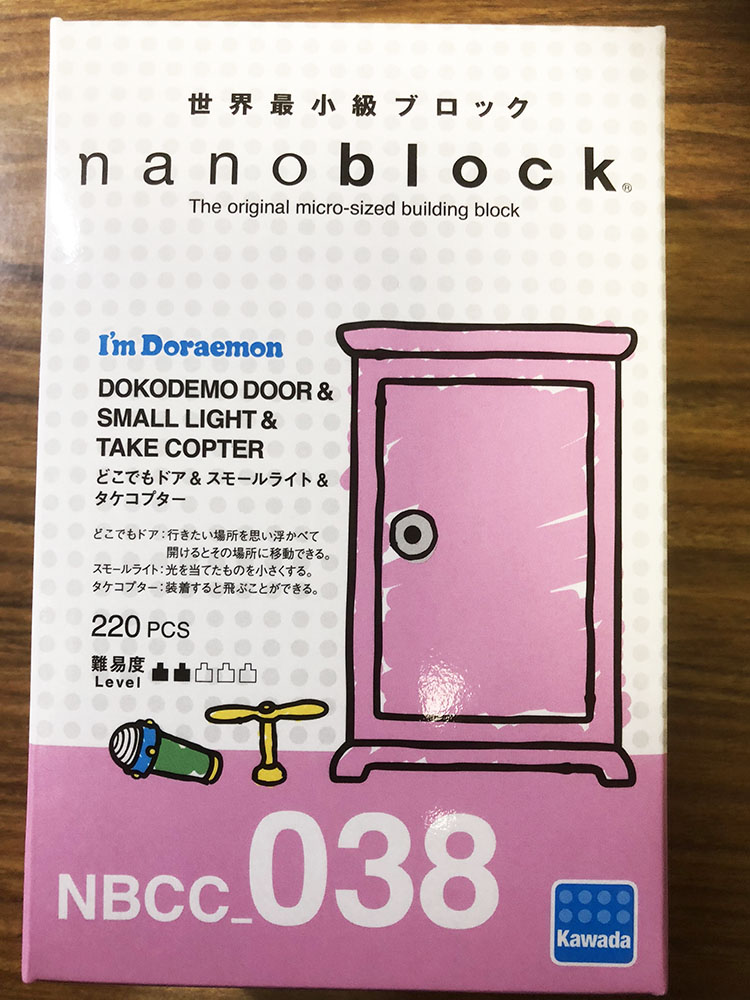 世界最小級ブロック
nanoblock®
The original micro-sized building block
I'm Doraemon
DOKODEMO DOOR &
SMALL LIGHT &
TAKE COPTER
どこでもドア & スモールライト &
タケコプター
どこでもドア：行きたい場所を思い浮かべて
開けるとその場所に移動できる。
スモールライト：光を当てたものを小さくする。
タケコプター：装着すると飛ぶことができる。
220 PCS
難易度
Level
NBCC_038
Kawada